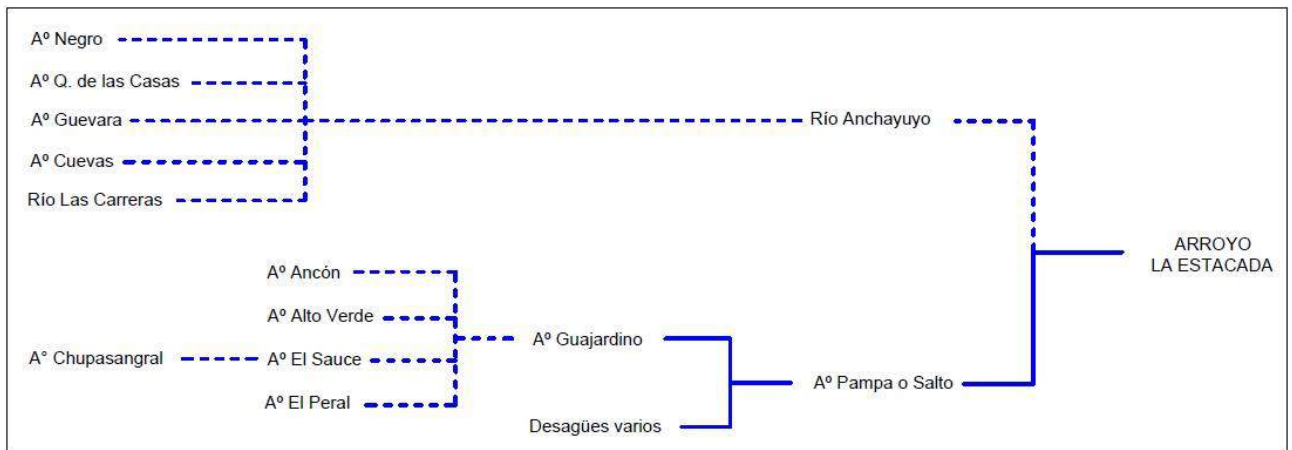 Aº Negro
Aº Q. de las Casas
Aº Guevara
Río Anchayuyo
Aº Cuevas
Río Las Carreras
ARROYO
LA ESTACADA
Aº Ancón
Aº Alto Verde
Aº Guajardino
A° Chupasangral
Aº El Sauce
Aº Pampa o Salto
Aº El Peral
Desagües varios